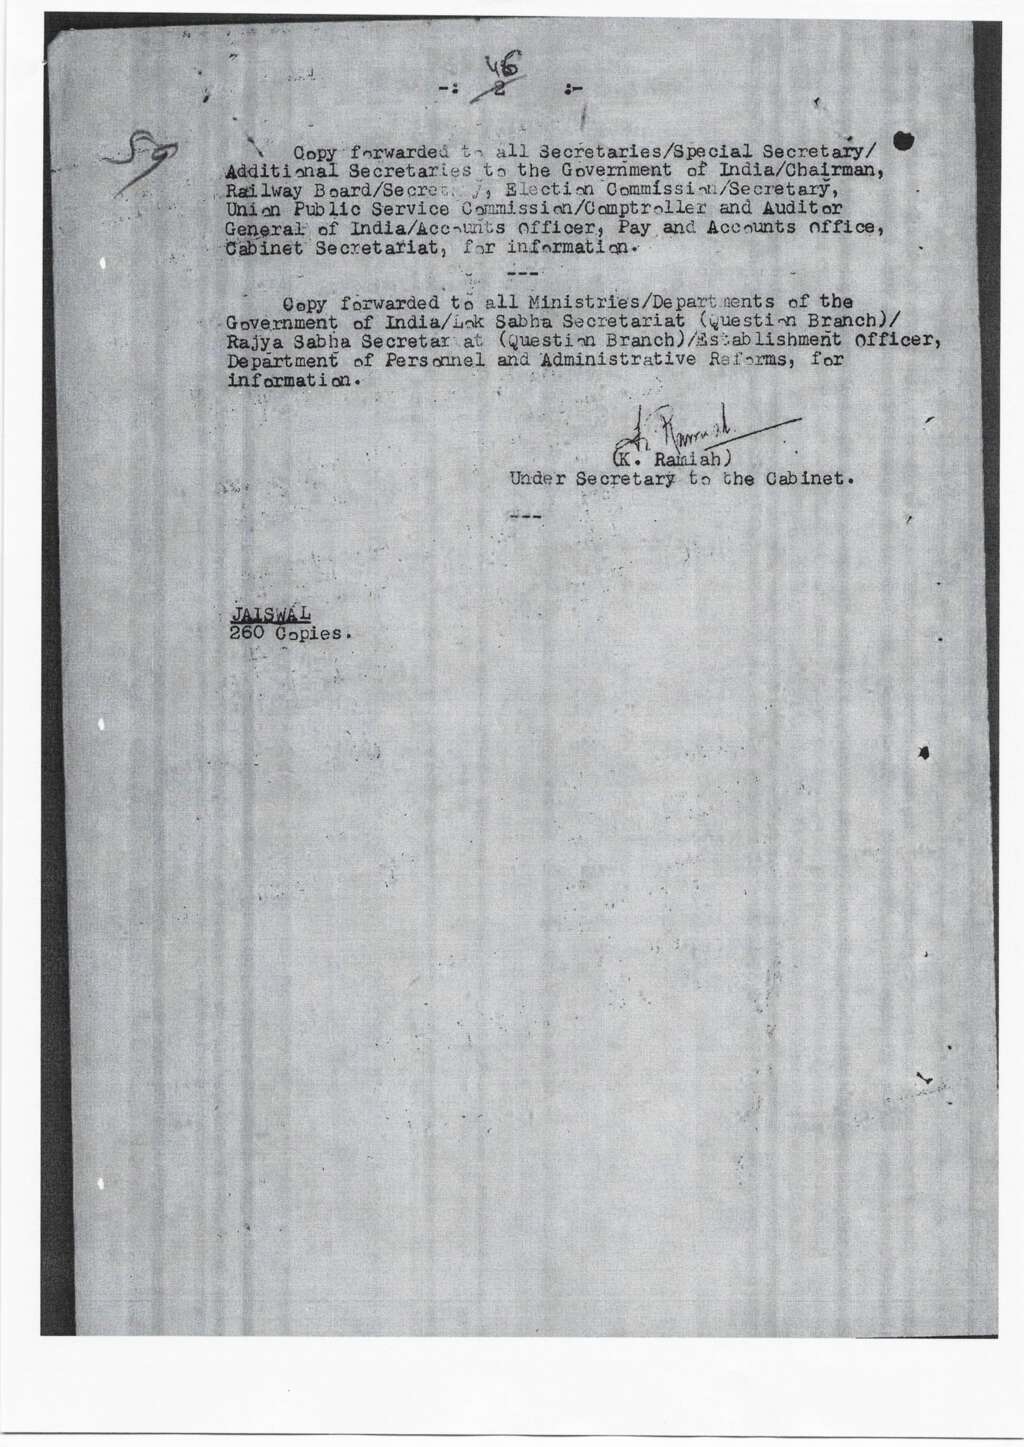 46
-: 2 :-
59
Copy forwarded to all Secretaries/Special Secretary/
Additional Secretaries to the Government of India/Chairman,
Railway Board/Secretary, Election Commission/Secretary,
Union Public Service Commission/Comptroller and Auditor
General of India/Accounts officer, Pay and Accounts office,
Cabinet Secretariat, for information.
---
Copy forwarded to all Ministries/Departments of the
Government of India/Lok Sabha Secretariat (Question Branch)/
Rajya Sabha Secretariat (Question Branch)/Establishment officer,
Department of Personnel and Administrative Reforms, for
information.
K. Ramiah
(K. Ramiah)
Under Secretary to the Cabinet.
---
JAISWAL
260 Copies.